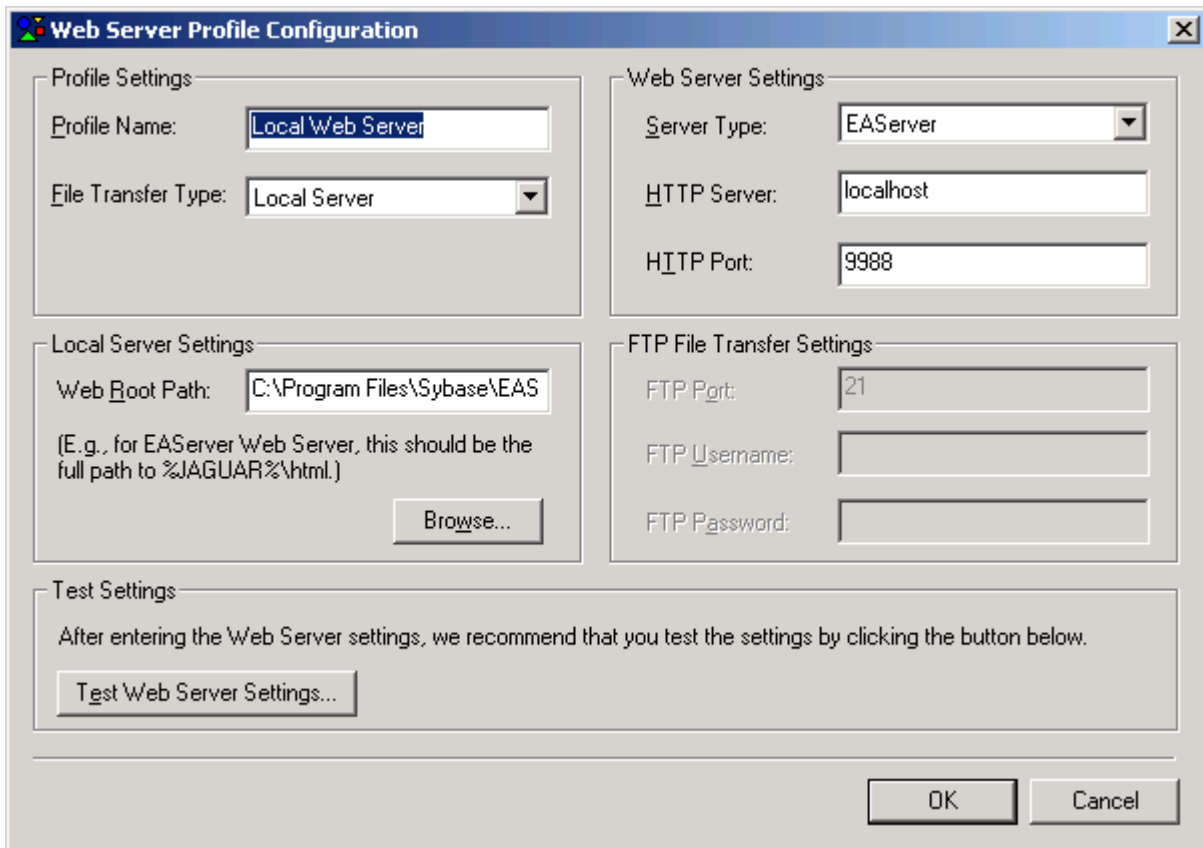 Web Server Profile Configuration
Profile Settings
Profile Name: Local Web Server
File Transfer Type: Local Server
Web Server Settings
Server Type: EAServer
HTTP Server: localhost
HTTP Port: 9988
Local Server Settings
Web Root Path: C:\Program Files\Sybase\EAS
(E.g., for EAServer Web Server, this should be the
full path to %JAGUAR%\html.)
Browse...
FTP File Transfer Settings
FTP Port: 21
FTP Username:
FTP Password:
Test Settings
After entering the Web Server settings, we recommend that you test the settings by clicking the button below.
Test Web Server Settings...
OK
Cancel